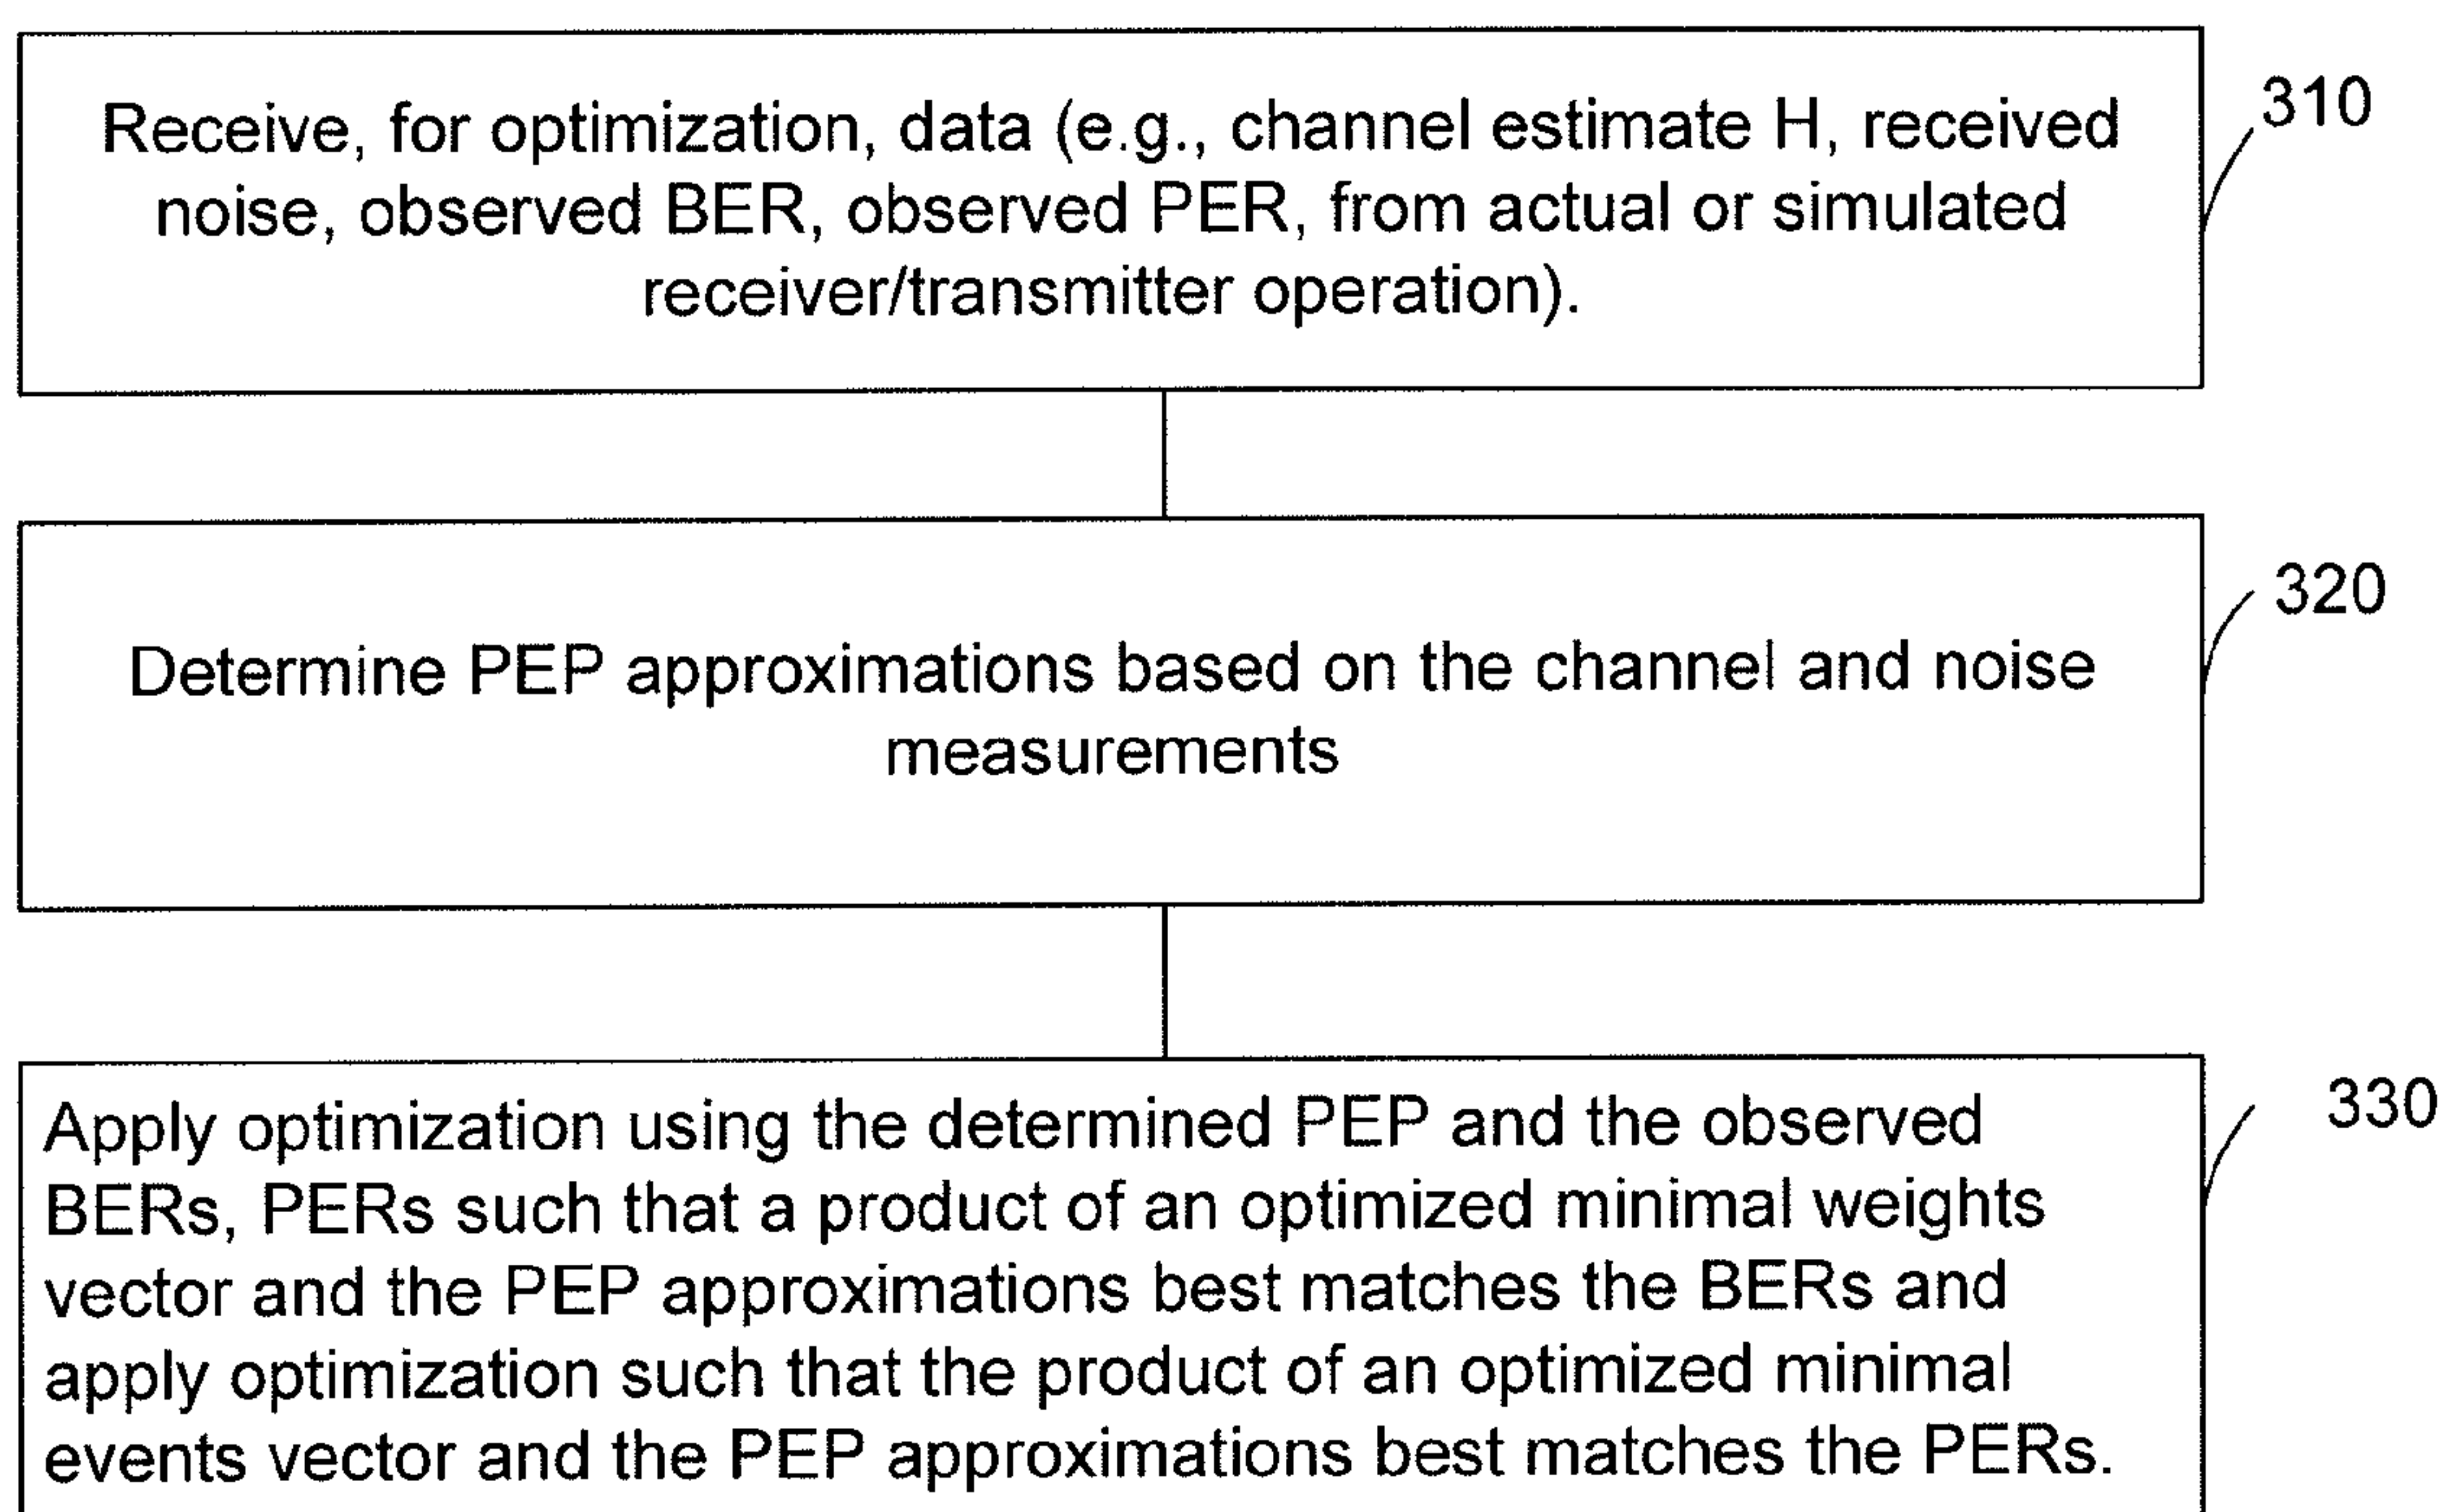 Receive, for optimization, data (e.g., channel estimate H, received
noise, observed BER, observed PER, from actual or simulated
receiver/transmitter operation).
310
Determine PEP approximations based on the channel and noise
measurements
320
Apply optimization using the determined PEP and the observed
BERs, PERs such that a product of an optimized minimal weights
vector and the PEP approximations best matches the BERs and
apply optimization such that the product of an optimized minimal
events vector and the PEP approximations best matches the PERs.
330